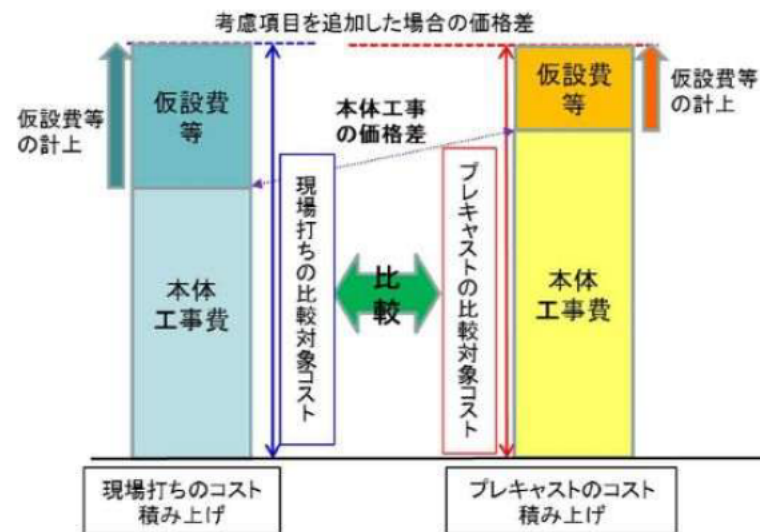 考慮項目を追加した場合の価格差
仮設費等
の計上
仮設費
等
本体工事
の価格差
仮設費
等
仮設費等
の計上
本体
工事費
現場打ちの比較対象コスト
比
較
プレキャストの比較対象コスト
本体
工事費
現場打ちのコスト
積み上げ
プレキャストのコスト
積み上げ